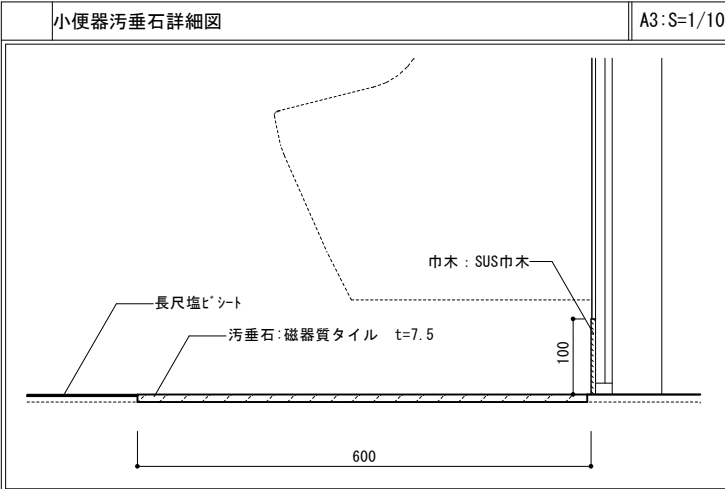 小便器汚垂石詳細図
A3:S=1/10
巾木：SUS巾木
長尺塩ﾋﾞｼｰﾄ
汚垂石:磁器質タイル t=7.5
100
600